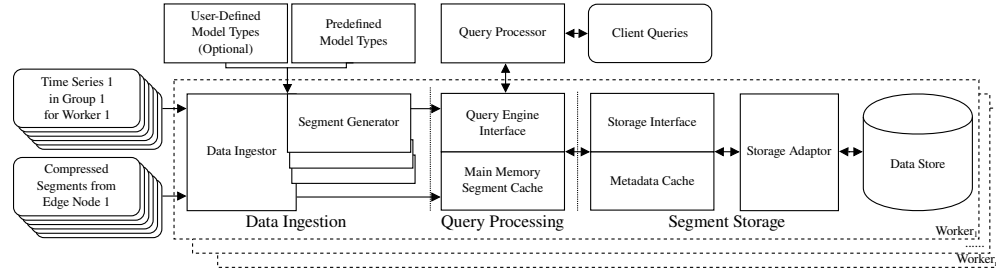 User-Defined
Model Types
(Optional)
Predefined
Model Types
Query Processor
Client Queries
Time Series 1
in Group 1
for Worker 1
Compressed
Segments from
Edge Node 1
Data Ingestor
Segment Generator
Query Engine
Interface
Main Memory
Segment Cache
Storage Interface
Metadata Cache
Storage Adaptor
Data Store
Data Ingestion
Query Processing
Segment Storage
Worker
......
Worker